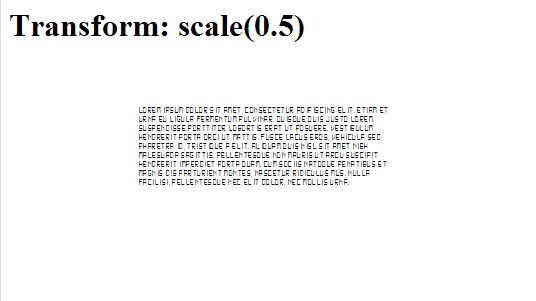 Transform: scale(0.5)
LOREM IPSUM DOLOR SIT AMET, CONSECTETUR ADIPISCING ELIT. ETIAM ET
URNA EU LIGULA FERMENTUM PULVINAR. QUISQUE QUIS JUSTO LOREM.
SUSPENDISSE PORTTITOR LOBORTIS ERAT UT POSUERE. VESTIBULUM
HENDRERIT PORTA ORCI UT MATTIS. FUSCE LACUS EROS, VEHICULA SED
PHARETRA ID, TRISTIQUE A ELIT. ALIQUAM QUIS NISL SIT AMET NIBH
MALESUADA SAGITTIS. PELLENTESQUE NON MAURIS UT ARCU SUSCIPIT
HENDRERIT IMPERDIET PORTA QUAM. CUM SOCIIS NATOQUE PENATIBUS ET
MAGNIS DIS PARTURIENT MONTES, NASCETUR RIDICULUS MUS. NULLA
FACILISI. PELLENTESQUE NEC ELIT DOLOR, NEC MOLLIS URNA.